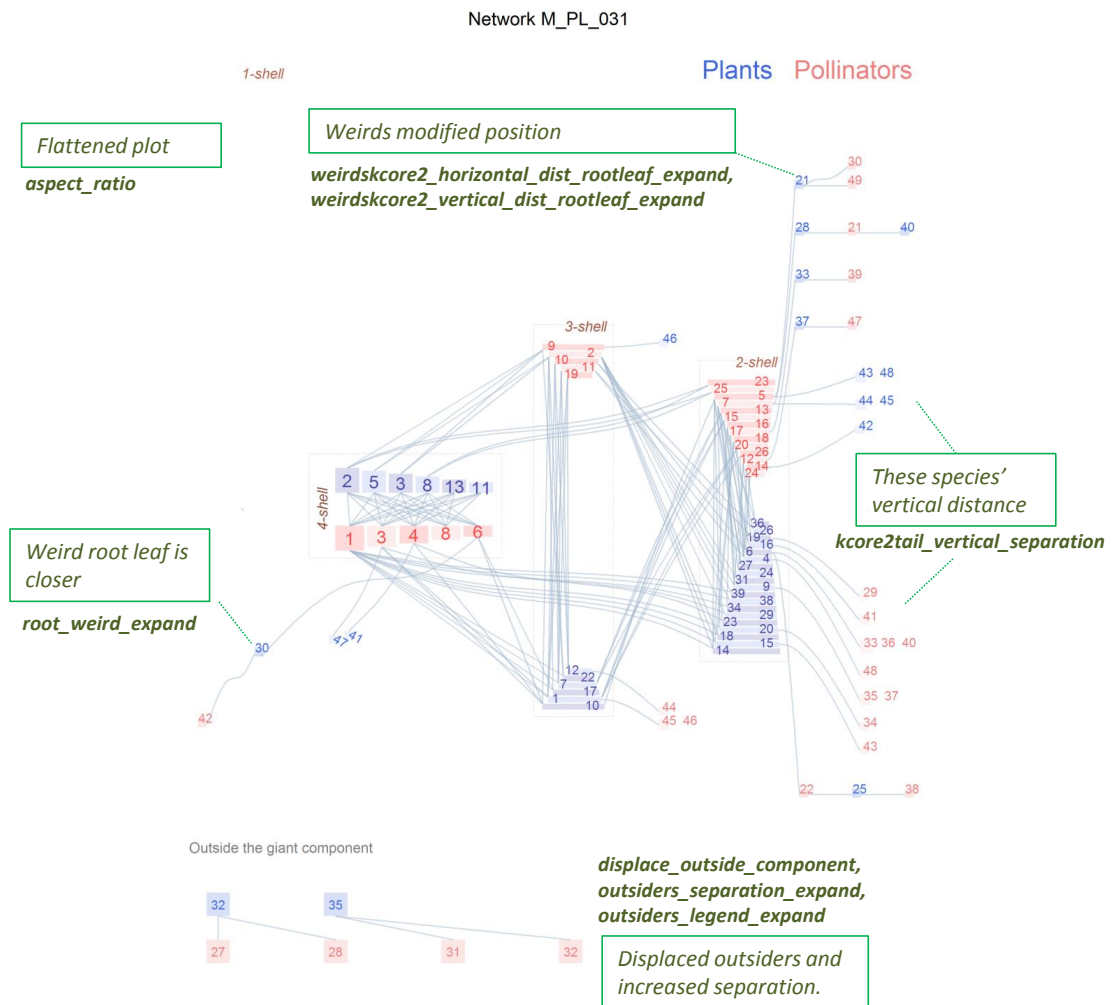 Network M_PL_031
1-shell
Plants Pollinators
Flattened plot
aspect_ratio
Weirds modified position
weirdskcore2_horizontal_dist_rootleaf_expand,
weirdskcore2_vertical_dist_rootleaf_expand
30
21 49
28 21 40
33 39
37 47
3-shell
9 2
10 11
19
46
2-shell
25 23
5
7 13
15 16
17 18
20 26
12 14
24
43 48
44 45
42
4-shell
2 5 3 8 13 11
1 3 4 8 6
These species'
vertical distance
kcore2tail_vertical_separation
Weird root leaf is
closer
root_weird_expand
36 26
19 16
6 4
27 24
31 9
39 38
34 29
23 20
18 15
14
29
41
33 36 40
48
35 37
34
43
30
47 41
42
12 22
7 17
1 10
44
45 46
22 25 38
Outside the giant component
32 35
27 28 31 32
displace_outside_component,
outsiders_separation_expand,
outsiders_legend_expand
Displaced outsiders and
increased separation.